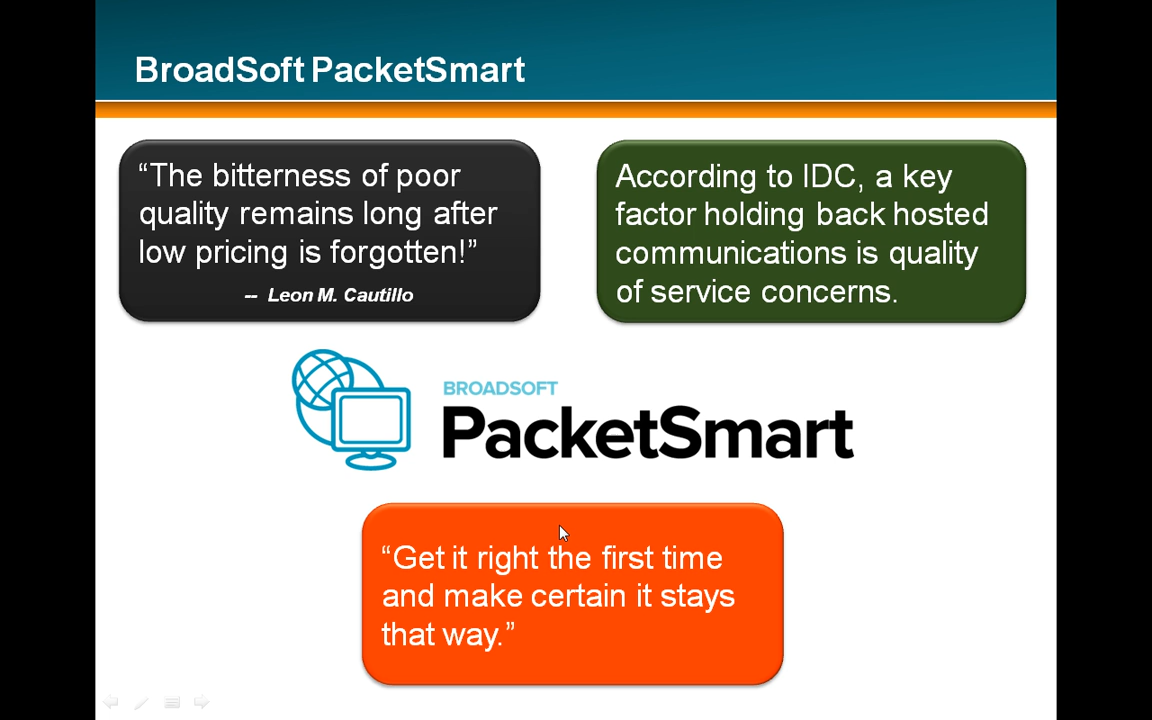 BroadSoft PacketSmart
“The bitterness of poor
quality remains long after
low pricing is forgotten!”
-- Leon M. Cautillo
According to IDC, a key
factor holding back hosted
communications is quality
of service concerns.
BROADSOFT
PacketSmart
“Get it right the first time
and make certain it stays
that way.”